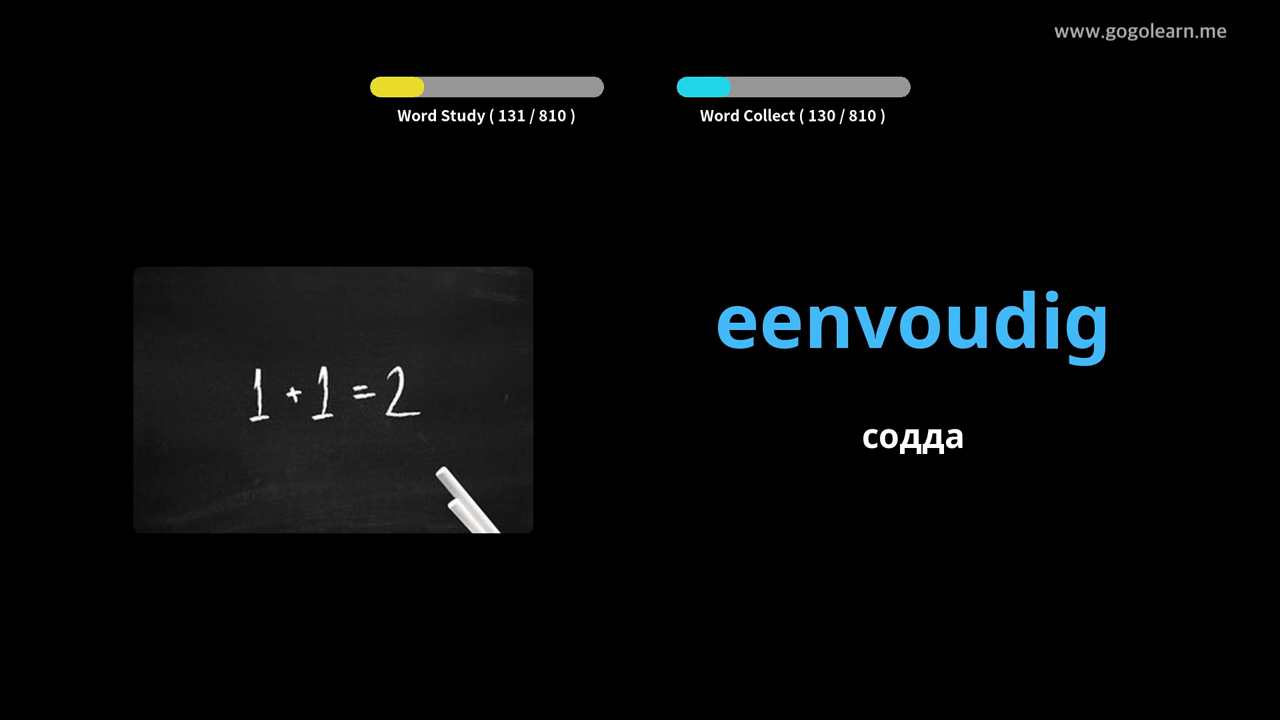 www.gogolearn.me
Word Study ( 131 / 810 )
Word Collect ( 130 / 810 )
1 + 1 = 2
eenvoudig
содда